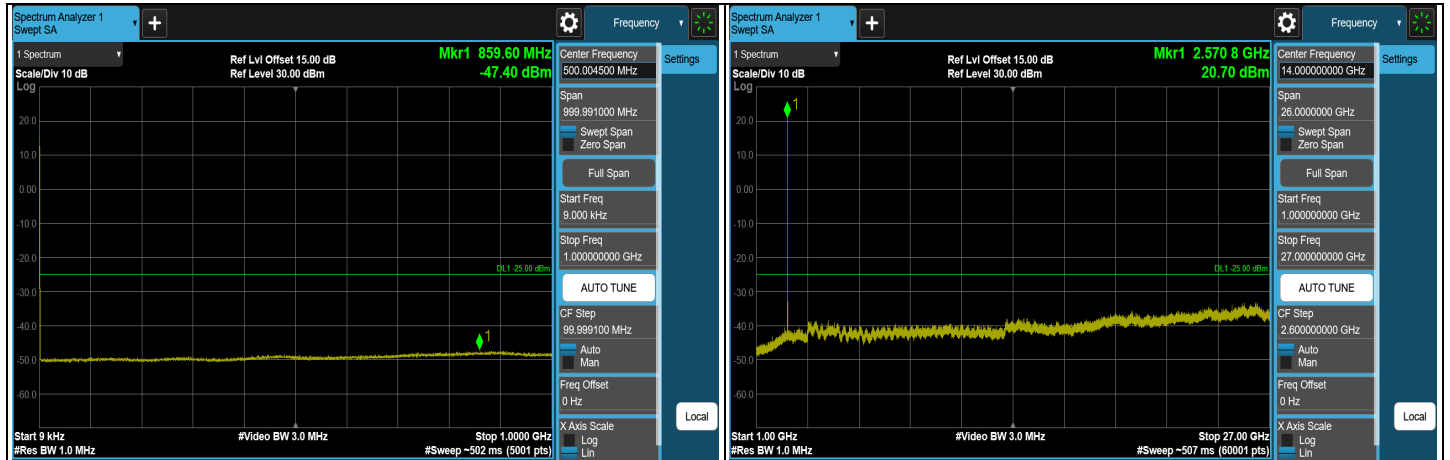 Spectrum Analyzer 1
Swept SA
+
Frequency
1 Spectrum
Ref Lvl Offset 15.00 dB
Ref Level 30.00 dBm
Mkr1 859.60 MHz
-47.40 dBm
Scale/Div 10 dB
Log
20.0
10.0
0.00
-10.0
-20.0
-30.0
-40.0
-50.0
-60.0
DL1 -25.00 dBm
1
Start 9 kHz
#Res BW 1.0 MHz
#Video BW 3.0 MHz
Stop 1.0000 GHz
#Sweep ~502 ms (5001 pts)
Center Frequency
500.004500 MHz
Settings
Span
999.991000 MHz
Swept Span
Zero Span
Full Span
Start Freq
9.000 kHz
Stop Freq
1.000000000 GHz
AUTO TUNE
CF Step
99.999100 MHz
Auto
Man
Freq Offset
0 Hz
X Axis Scale
Log
Lin
Local
Spectrum Analyzer 1
Swept SA
+
Frequency
1 Spectrum
Ref Lvl Offset 15.00 dB
Ref Level 30.00 dBm
Mkr1 2.570 8 GHz
20.70 dBm
Scale/Div 10 dB
Log
20.0
10.0
0.00
-10.0
-20.0
-30.0
-40.0
-50.0
-60.0
DL1 -25.00 dBm
1
Start 1.00 GHz
#Res BW 1.0 MHz
#Video BW 3.0 MHz
Stop 27.00 GHz
#Sweep ~507 ms (60001 pts)
Center Frequency
14.000000000 GHz
Settings
Span
26.0000000 GHz
Swept Span
Zero Span
Full Span
Start Freq
1.000000000 GHz
Stop Freq
27.000000000 GHz
AUTO TUNE
CF Step
2.600000000 GHz
Auto
Man
Freq Offset
0 Hz
X Axis Scale
Log
Lin
Local